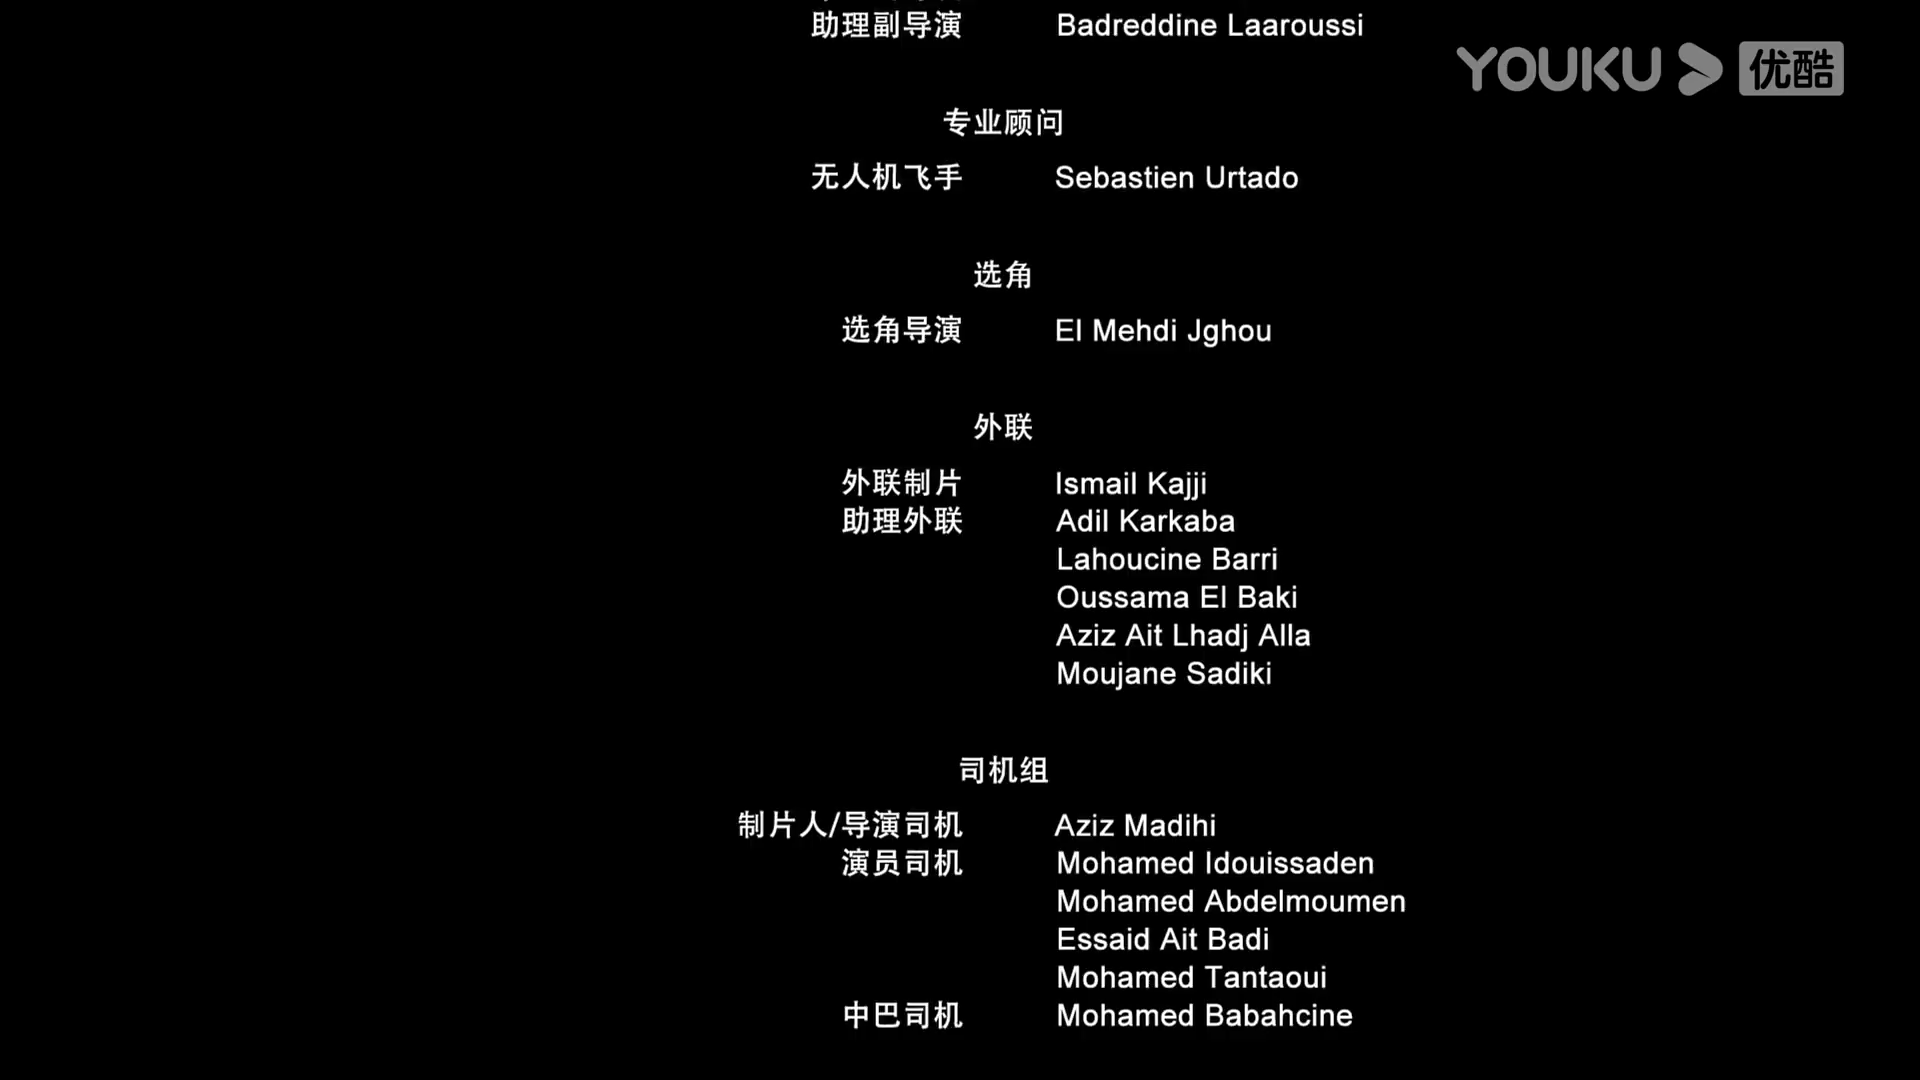 助理副导演 Badreddine Laaroussi
YOUKU 优酷
专业顾问
无人机飞手 Sebastien Urtado
选角
选角导演 El Mehdi Jghou
外联
外联制片 Ismail Kajji
助理外联 Adil Karkaba
Lahoucine Barri
Oussama El Baki
Aziz Ait Lhadj Alla
Moujane Sadiki
司机组
制片人/导演司机 Aziz Madihi
演员司机 Mohamed Idouissaden
Mohamed Abdelmoumen
Essaid Ait Badi
Mohamed Tantaoui
中巴司机 Mohamed Babahcine